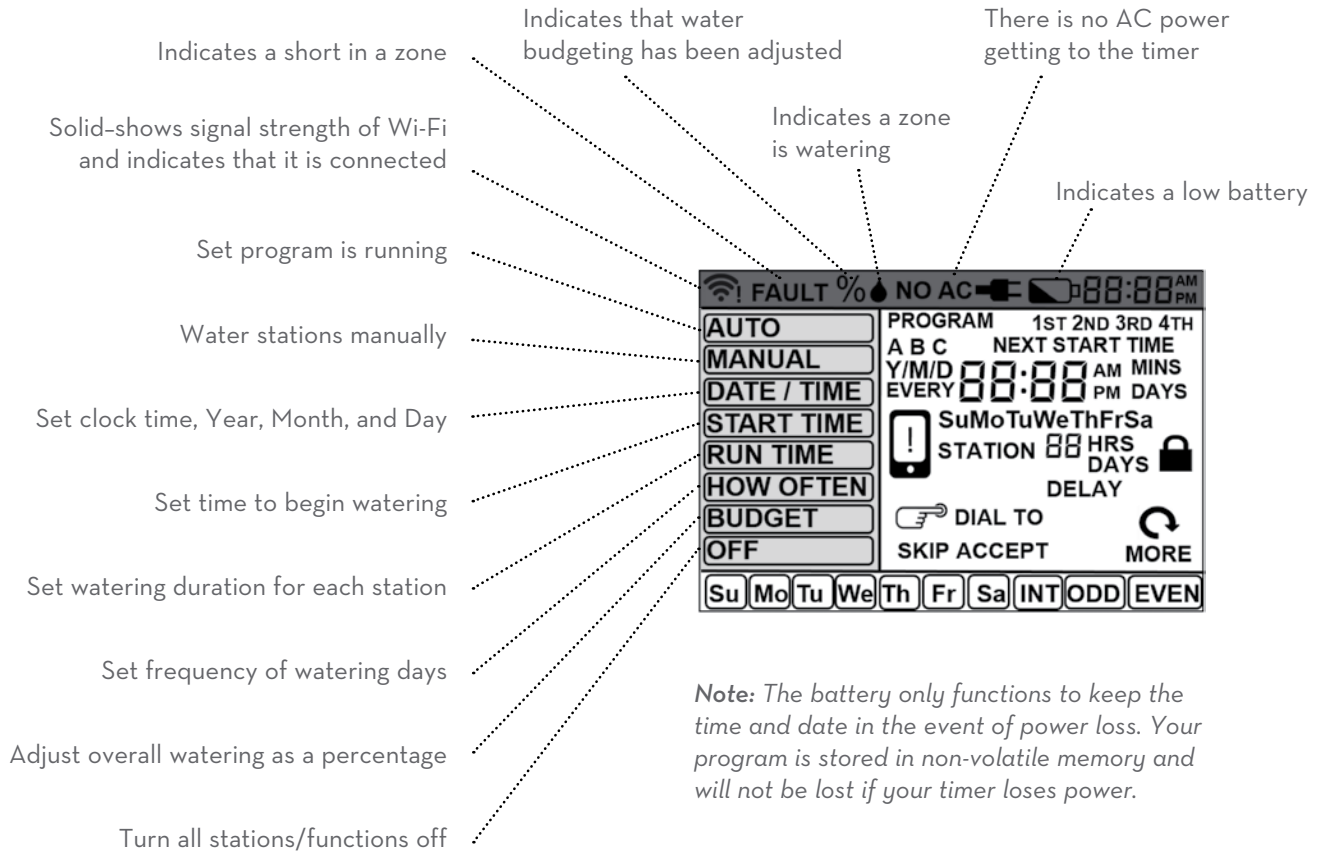 Indicates that water
budgeting has been adjusted
There is no AC power
getting to the timer
Indicates a short in a zone
Solid-shows signal strength of Wi-Fi
and indicates that it is connected
Indicates a zone
is watering
Indicates a low battery
Set program is running
Water stations manually
Set clock time, Year, Month, and Day
Set time to begin watering
Set watering duration for each station
Set frequency of watering days
Adjust overall watering as a percentage
Turn all stations/functions off
! FAULT % NO AC 88:88 AM PM
AUTO
MANUAL
DATE / TIME
START TIME
RUN TIME
HOW OFTEN
BUDGET
OFF
PROGRAM 1ST 2ND 3RD 4TH
A B C NEXT START TIME
Y/M/D 88:88 AM MINS
EVERY PM DAYS
SuMoTuWeThFrSa
! STATION 88 HRS
DAYS
DELAY
DIAL TO
SKIP ACCEPT MORE
Su Mo Tu We Th Fr Sa INT ODD EVEN
Note: The battery only functions to keep the
time and date in the event of power loss. Your
program is stored in non-volatile memory and
will not be lost if your timer loses power.